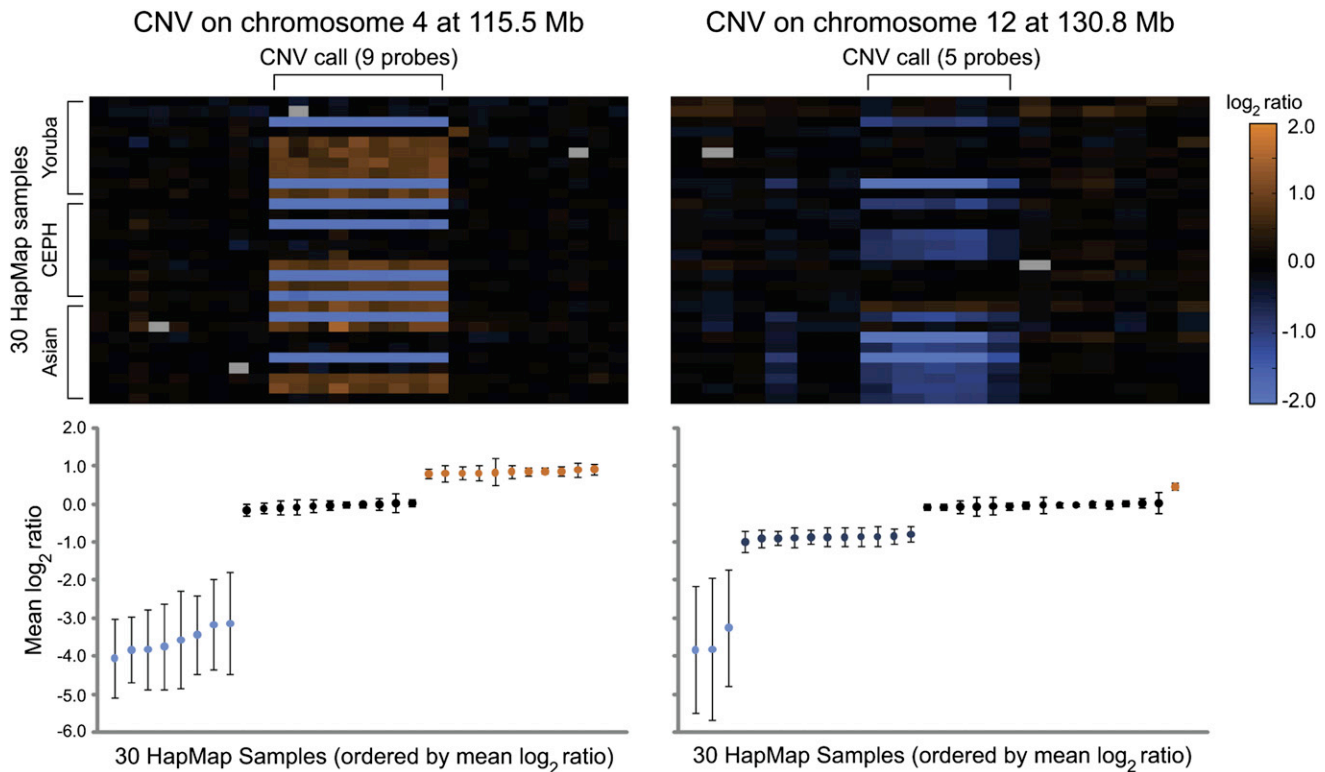 CNV on chromosome 4 at 115.5 Mb
CNV call (9 probes)
CNV on chromosome 12 at 130.8 Mb
CNV call (5 probes)
30 HapMap samples
Yoruba
CEPH
Asian
log2 ratio
2.0
1.0
0.0
-1.0
-2.0
Mean log2 ratio
2.0
1.0
0.0
-1.0
-2.0
-3.0
-4.0
-5.0
-6.0
30 HapMap Samples (ordered by mean log2 ratio)
30 HapMap Samples (ordered by mean log2 ratio)